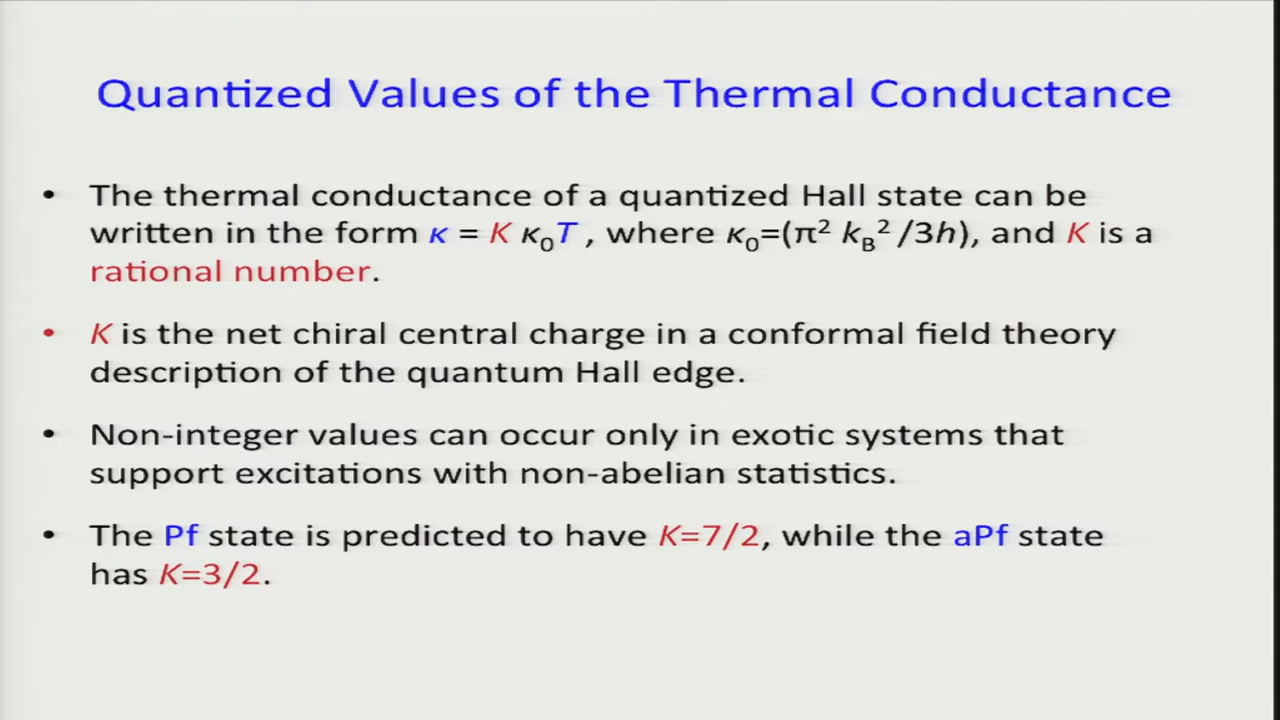 Quantized Values of the Thermal Conductance
• The thermal conductance of a quantized Hall state can be
written in the form κ = K κ₀T , where κ₀=(π² k_B² /3h), and K is a
rational number.
• K is the net chiral central charge in a conformal field theory
description of the quantum Hall edge.
• Non-integer values can occur only in exotic systems that
support excitations with non-abelian statistics.
• The Pf state is predicted to have K=7/2, while the aPf state
has K=3/2.